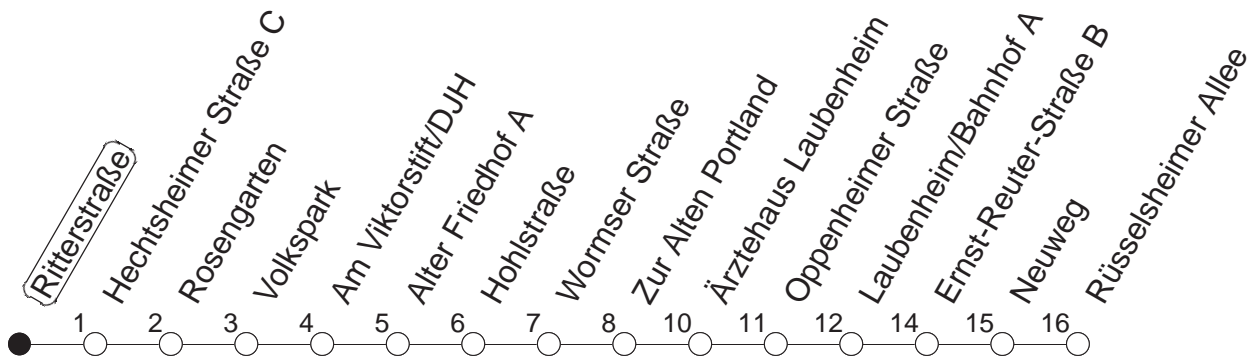 Ritterstraße
Hechtsheimer Straße C
Rosengarten
Volkspark
Am Viktorstift/DJH
Alter Friedhof A
Hohlstraße
Wormser Straße
Zur Alten Portland
Ärztehaus Laubenheim
Oppenheimer Straße
Laubenheim/Bahnhof A
Ernst-Reuter-Straße B
Neuweg
Rüsselsheimer Allee
1 2 3 4 5 6 7 8 10 11 12 14 15 16